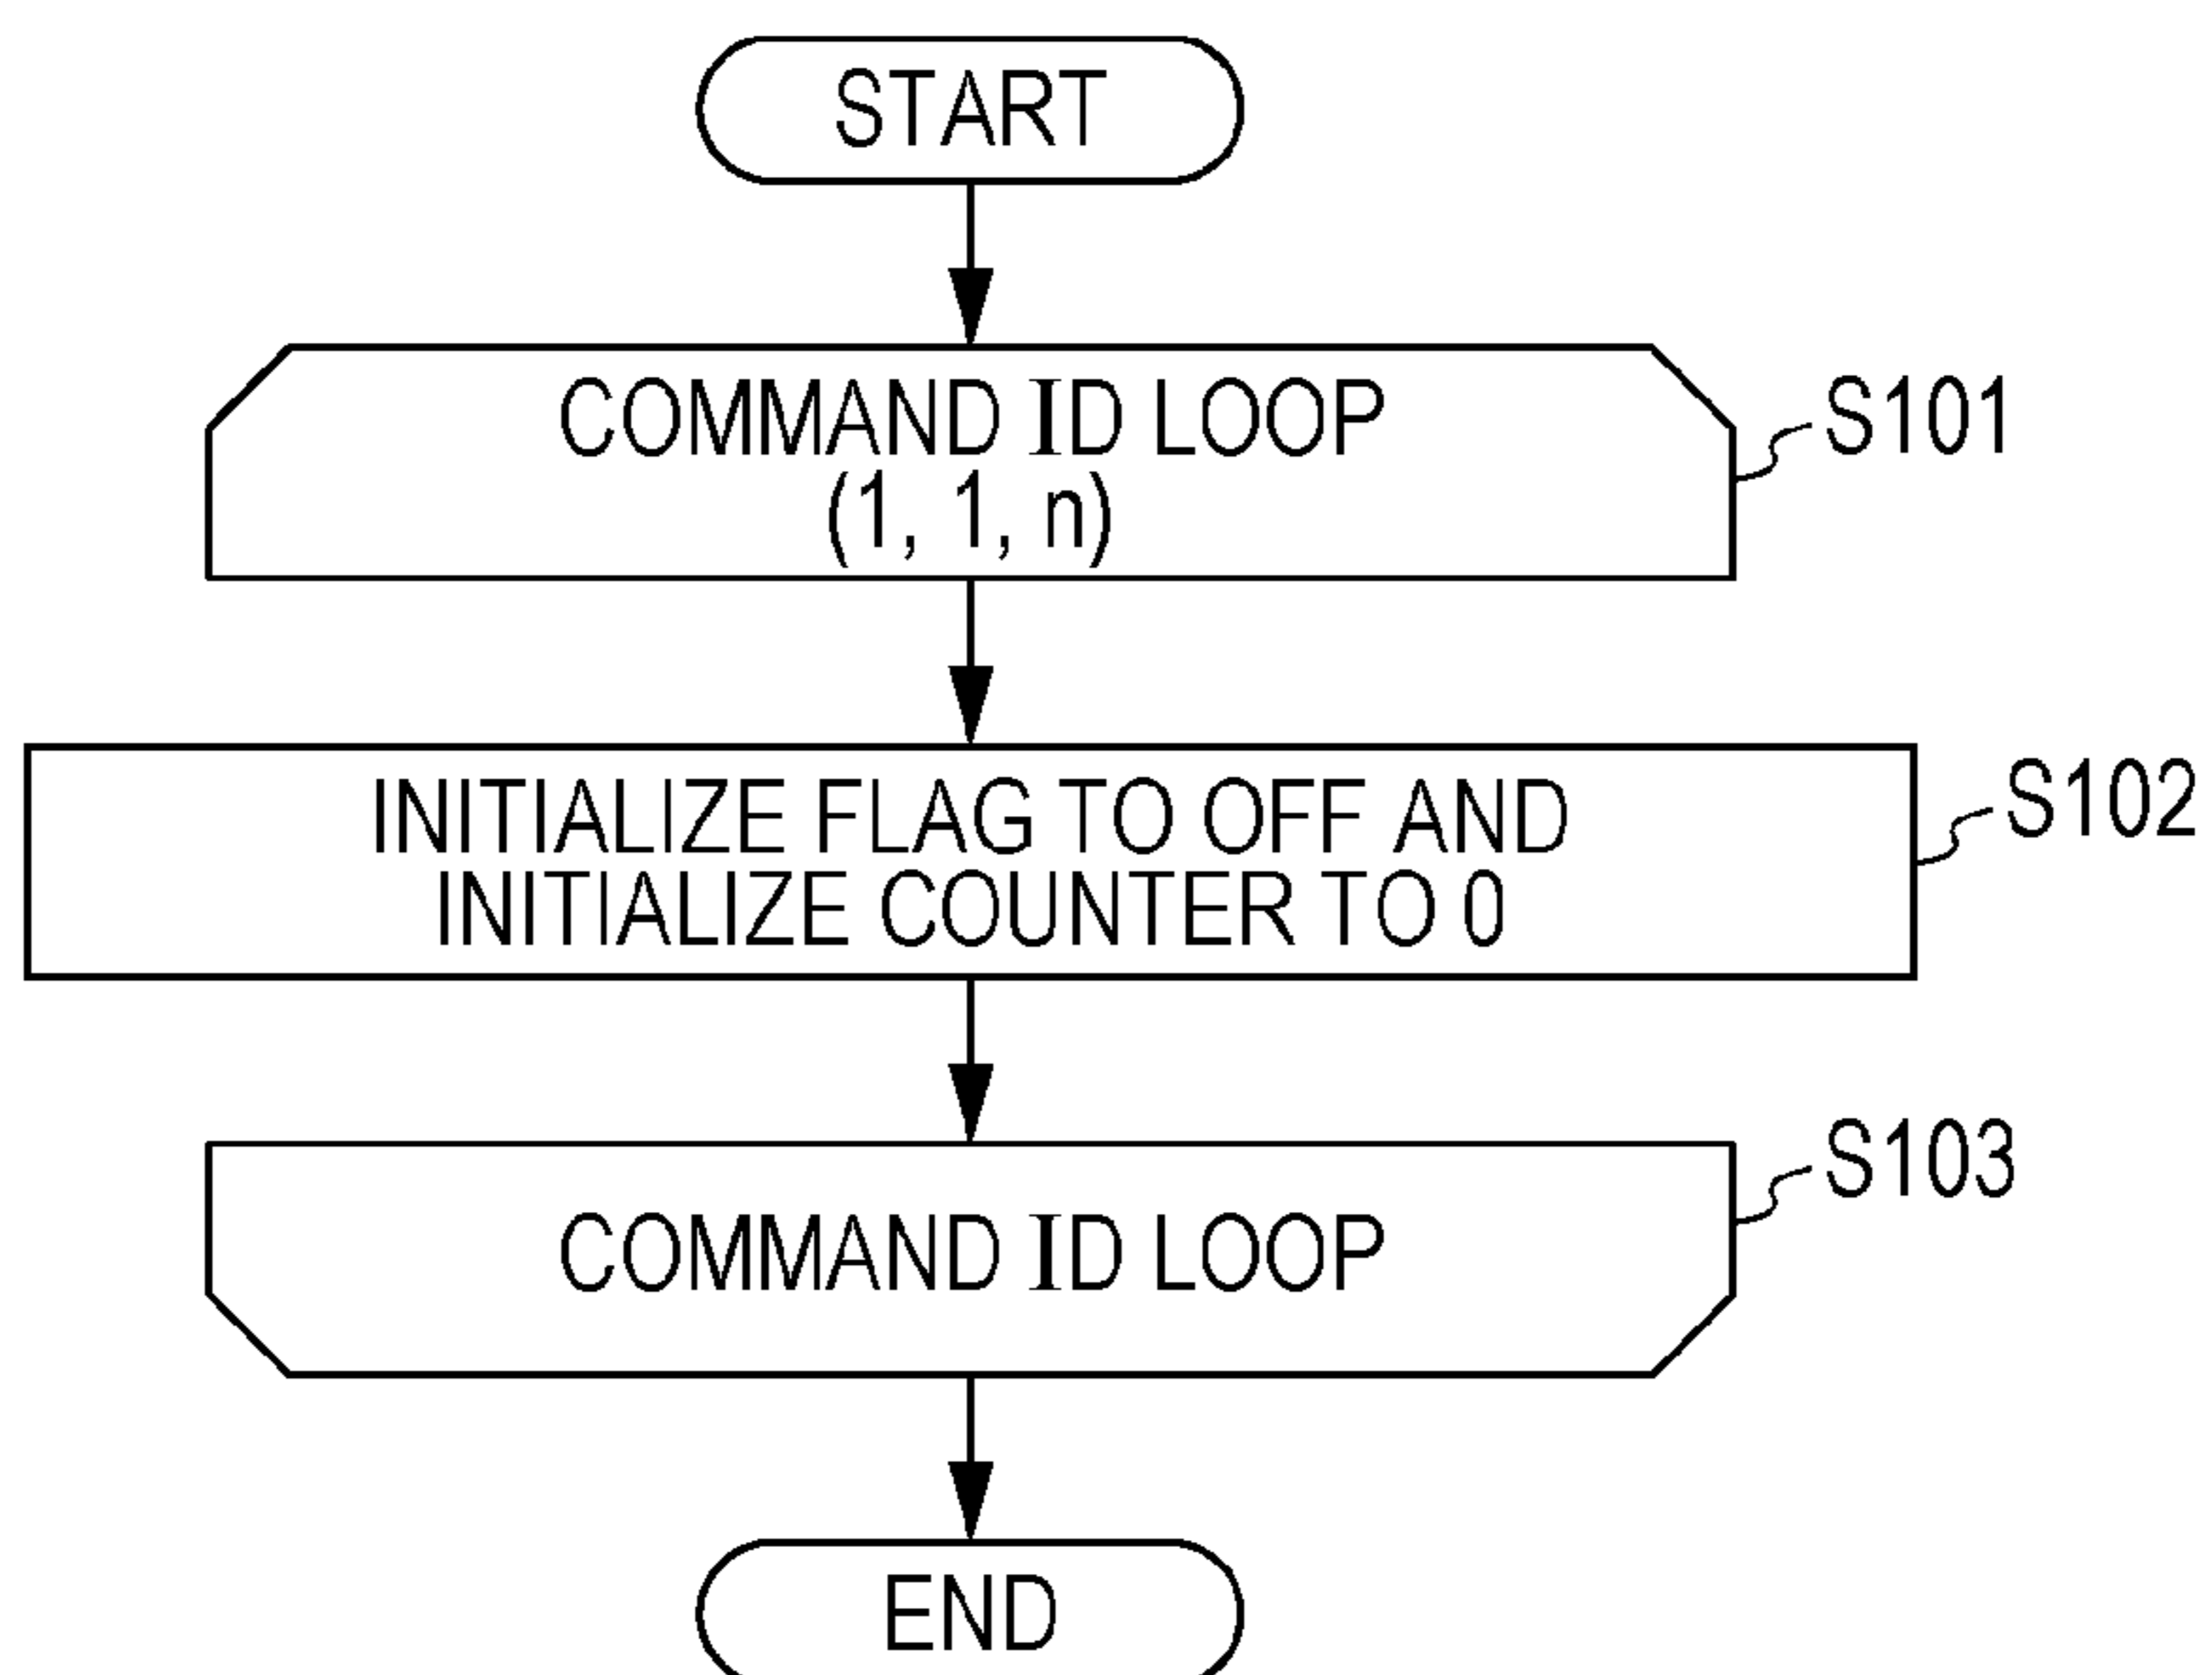 START
COMMAND ID LOOP
(1, 1, n)
S101
INITIALIZE FLAG TO OFF AND
INITIALIZE COUNTER TO 0
S102
COMMAND ID LOOP
S103
END